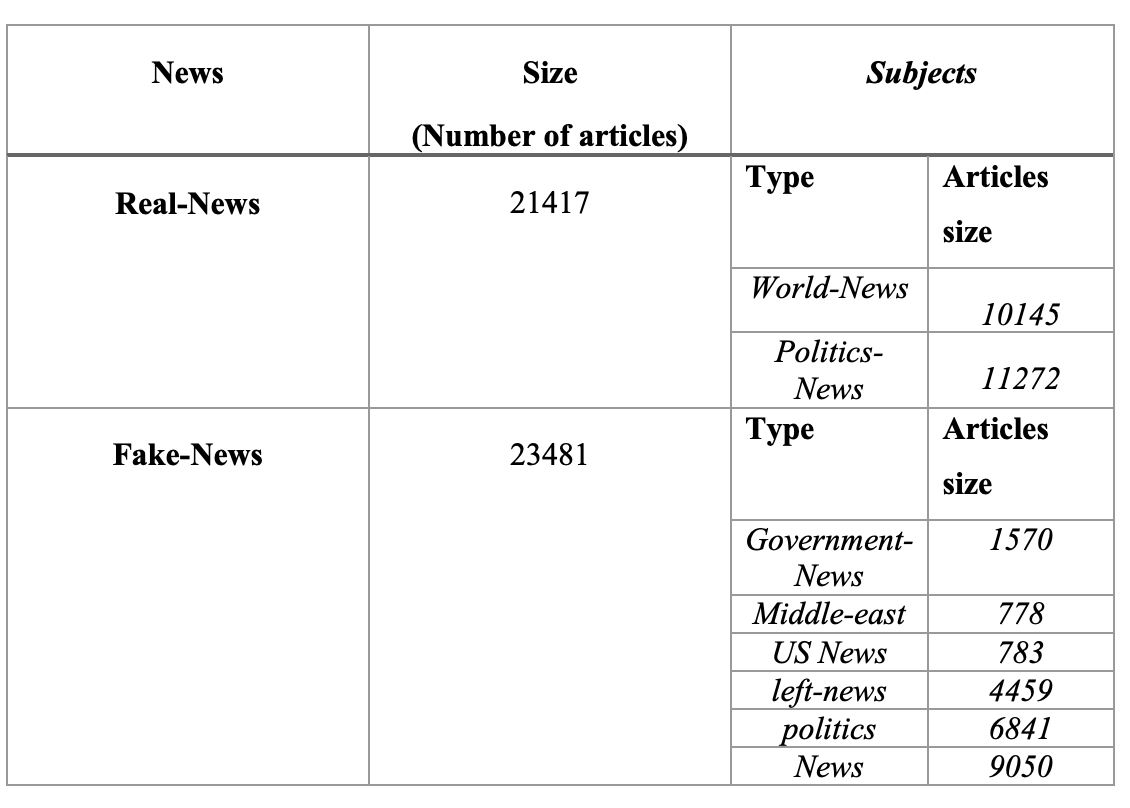 News
Size
(Number of articles)
Subjects
Real-News
21417
Type
Articles
size
World-News
10145
Politics-
News
11272
Fake-News
23481
Type
Articles
size
Government-
News
1570
Middle-east
778
US News
783
left-news
4459
politics
6841
News
9050